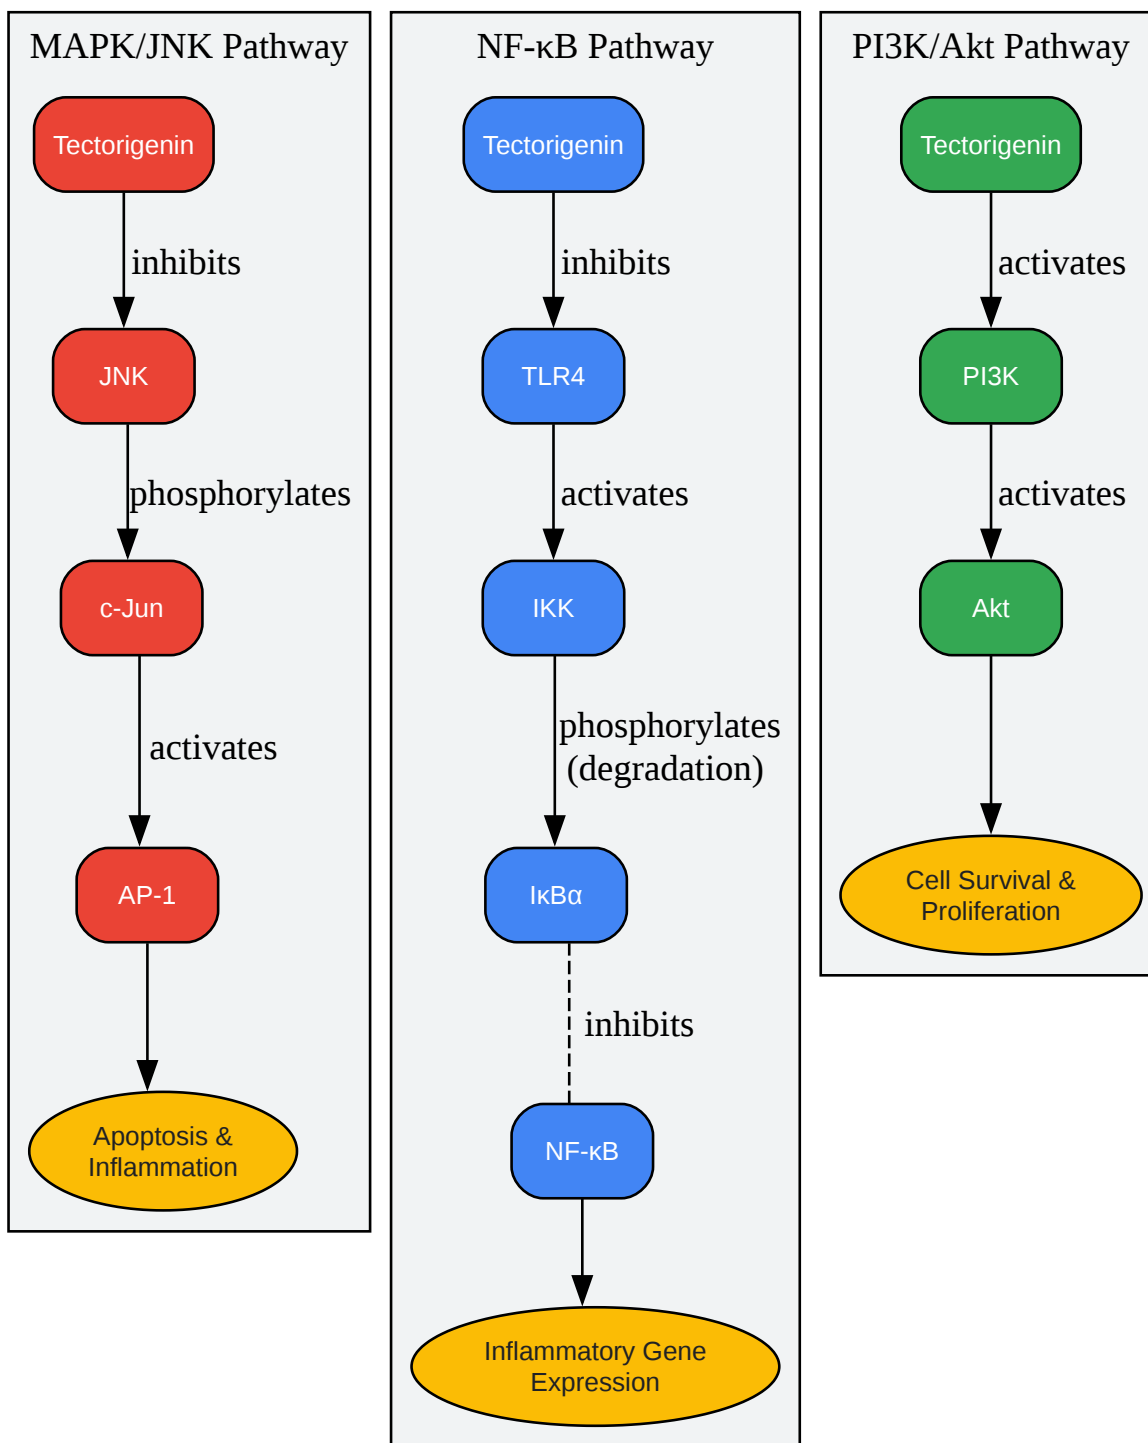 MAPK/JNK Pathway
Tectorigenin
inhibits
JNK
phosphorylates
c-Jun
activates
AP-1
Apoptosis &
Inflammation
NF-κB Pathway
Tectorigenin
inhibits
TLR4
activates
IKK
phosphorylates
(degradation)
IκBα
inhibits
NF-κB
Inflammatory Gene
Expression
PI3K/Akt Pathway
Tectorigenin
activates
PI3K
activates
Akt
Cell Survival &
Proliferation